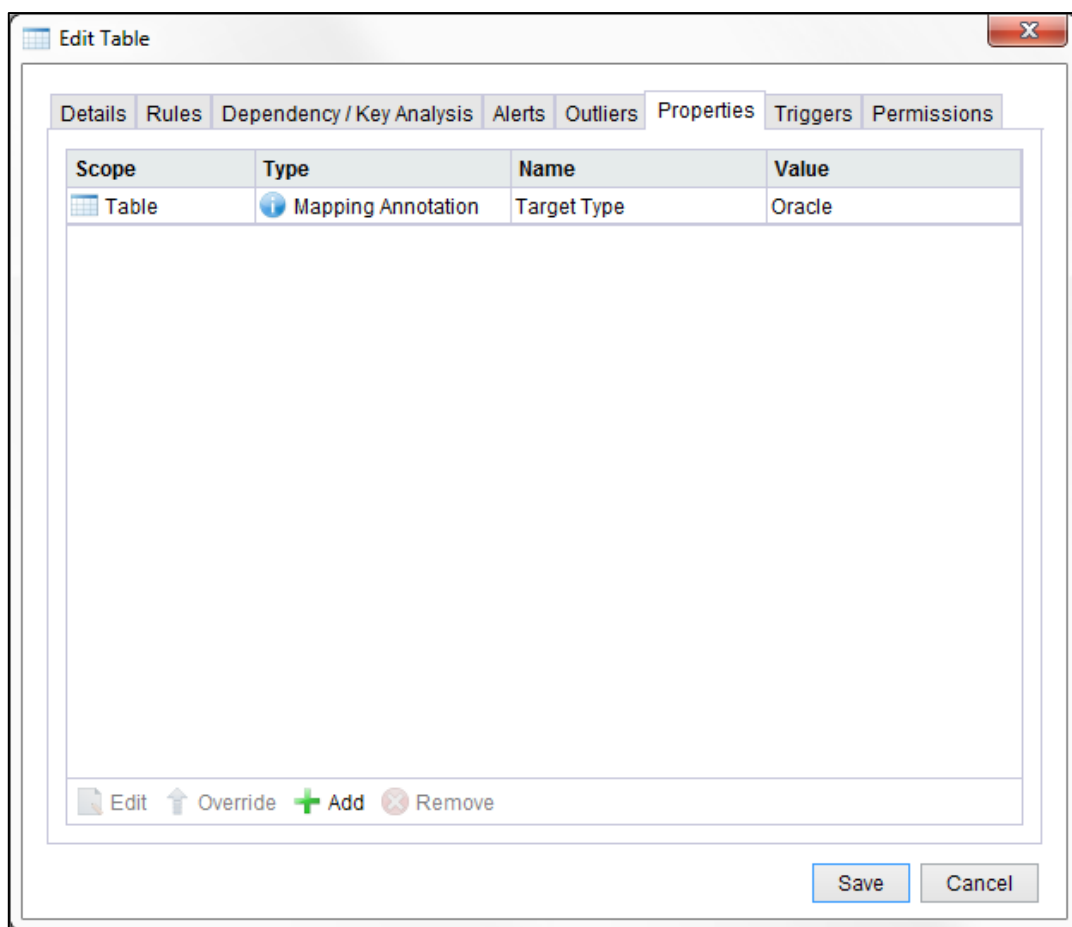 Edit Table
x
Details Rules Dependency / Key Analysis Alerts Outliers Properties Triggers Permissions
Scope Type Name Value
Table Mapping Annotation Target Type Oracle
Edit Override Add Remove
Save Cancel